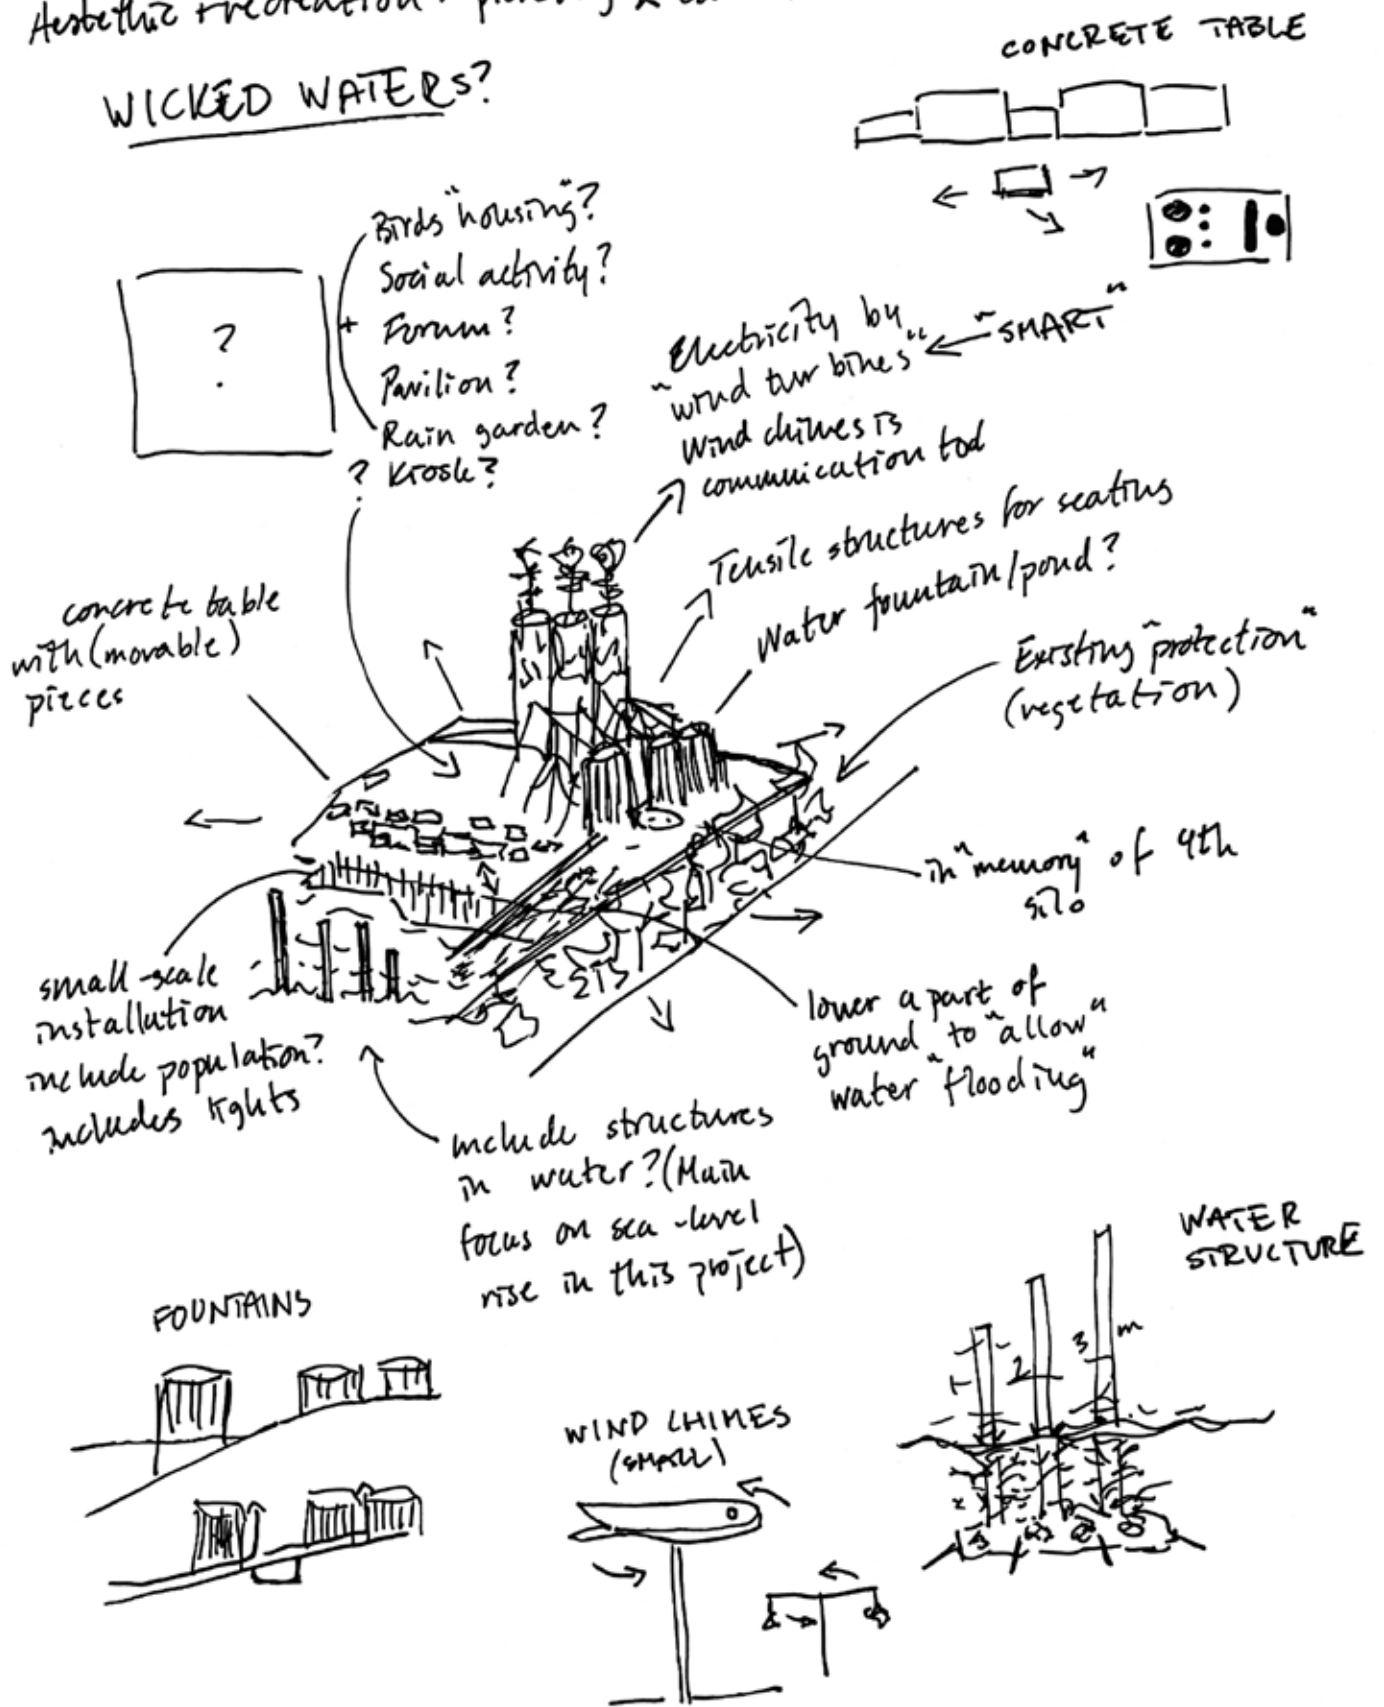 Aestethic + recreation +
WICKED WATERS?
CONCRETE TABLE
Birds "housing"?
Social activity?
+ Forum?
Pavilion?
Rain garden?
? Kiosk?
?
Electricity by
"wind turbines"
"SMART"
Wind chimes is
communication tool
Tensile structures for seating
Water fountain/pond?
Existing "protection"
(vegetation)
concrete table
with (movable)
pieces
in "memory" of 4th
silo
small-scale
installation
include population?
includes lights
lower a part of
ground to "allow"
water "flooding"
include structures
in water? (Main
focus on sea-level
rise in this project)
FOUNTAINS
WIND CHIMES
(SMALL)
WATER
STRUCTURE
1 2 3 m